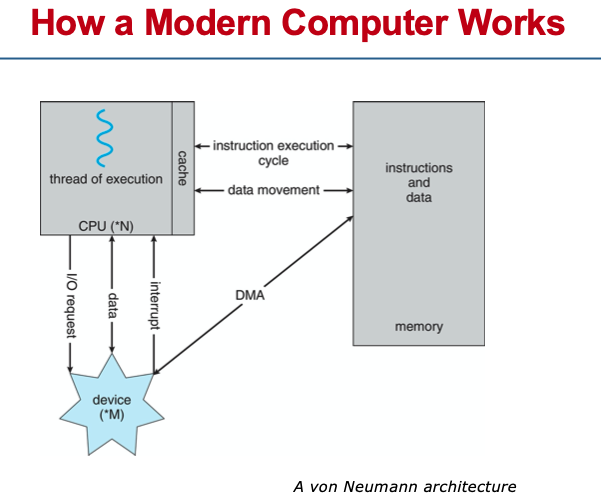 How a Modern Computer Works
thread of execution
cache
CPU (*N)
instruction execution
cycle
data movement
instructions
and
data
memory
I/O request
data
interrupt
DMA
device
(*M)
A von Neumann architecture